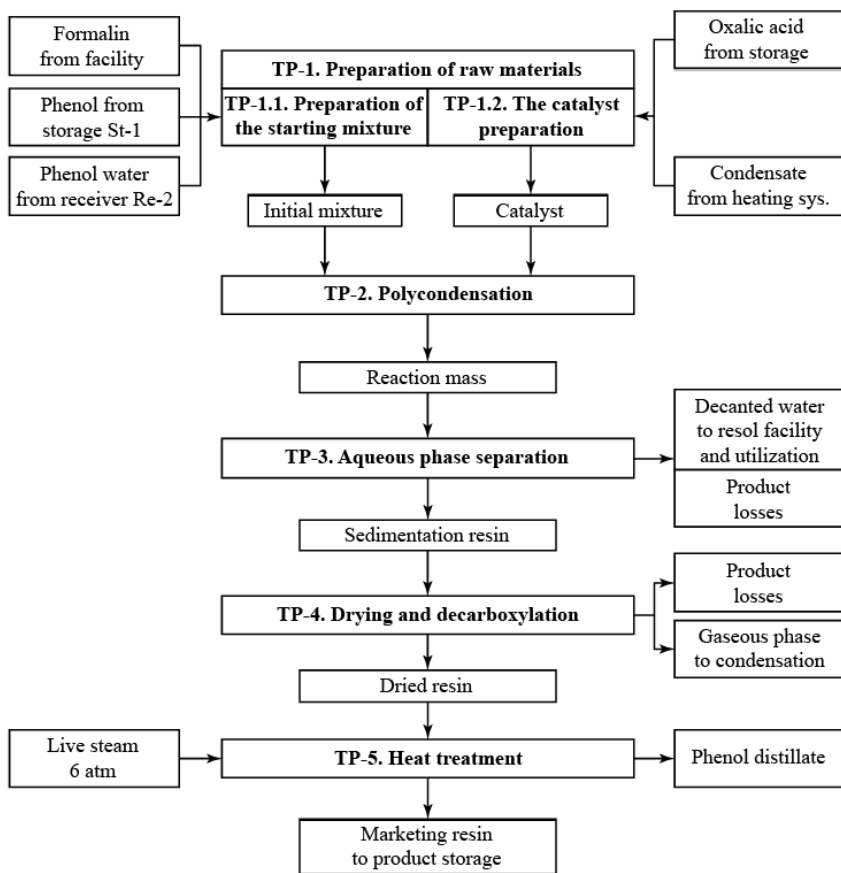 Formalin
from facility
Phenol from
storage St-1
Phenol water
from receiver Re-2
TP-1. Preparation of raw materials
TP-1.1. Preparation of
the starting mixture
TP-1.2. The catalyst
preparation
Oxalic acid
from storage
Condensate
from heating sys.
Initial mixture
Catalyst
TP-2. Polycondensation
Reaction mass
TP-3. Aqueous phase separation
Decanted water
to resol facility
and utilization
Product
losses
Sedimentation resin
TP-4. Drying and decarboxylation
Product
losses
Gaseous phase
to condensation
Dried resin
Live steam
6 atm
TP-5. Heat treatment
Phenol distillate
Marketing resin
to product storage